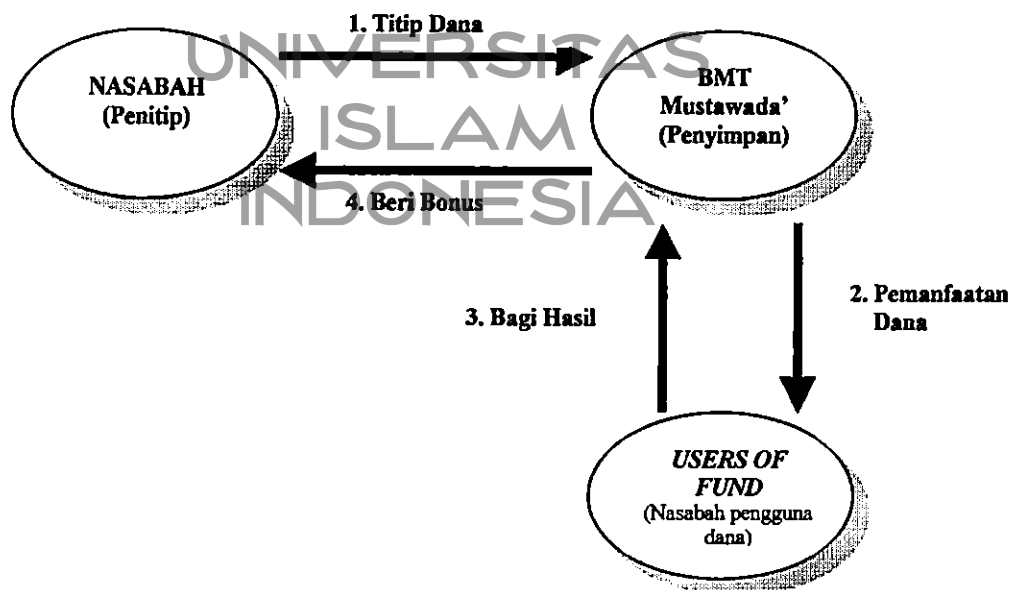 1. Titip Dana
UNIVERSITAS
NASABAH
(Penitip)
BMT
Mustawada’
(Penyimpan)
ISLAM
4. Beri Bonus
INDONESIA
3. Bagi Hasil
2. Pemanfaatan
Dana
USERS OF
FUND
(Nasabah pengguna
dana)